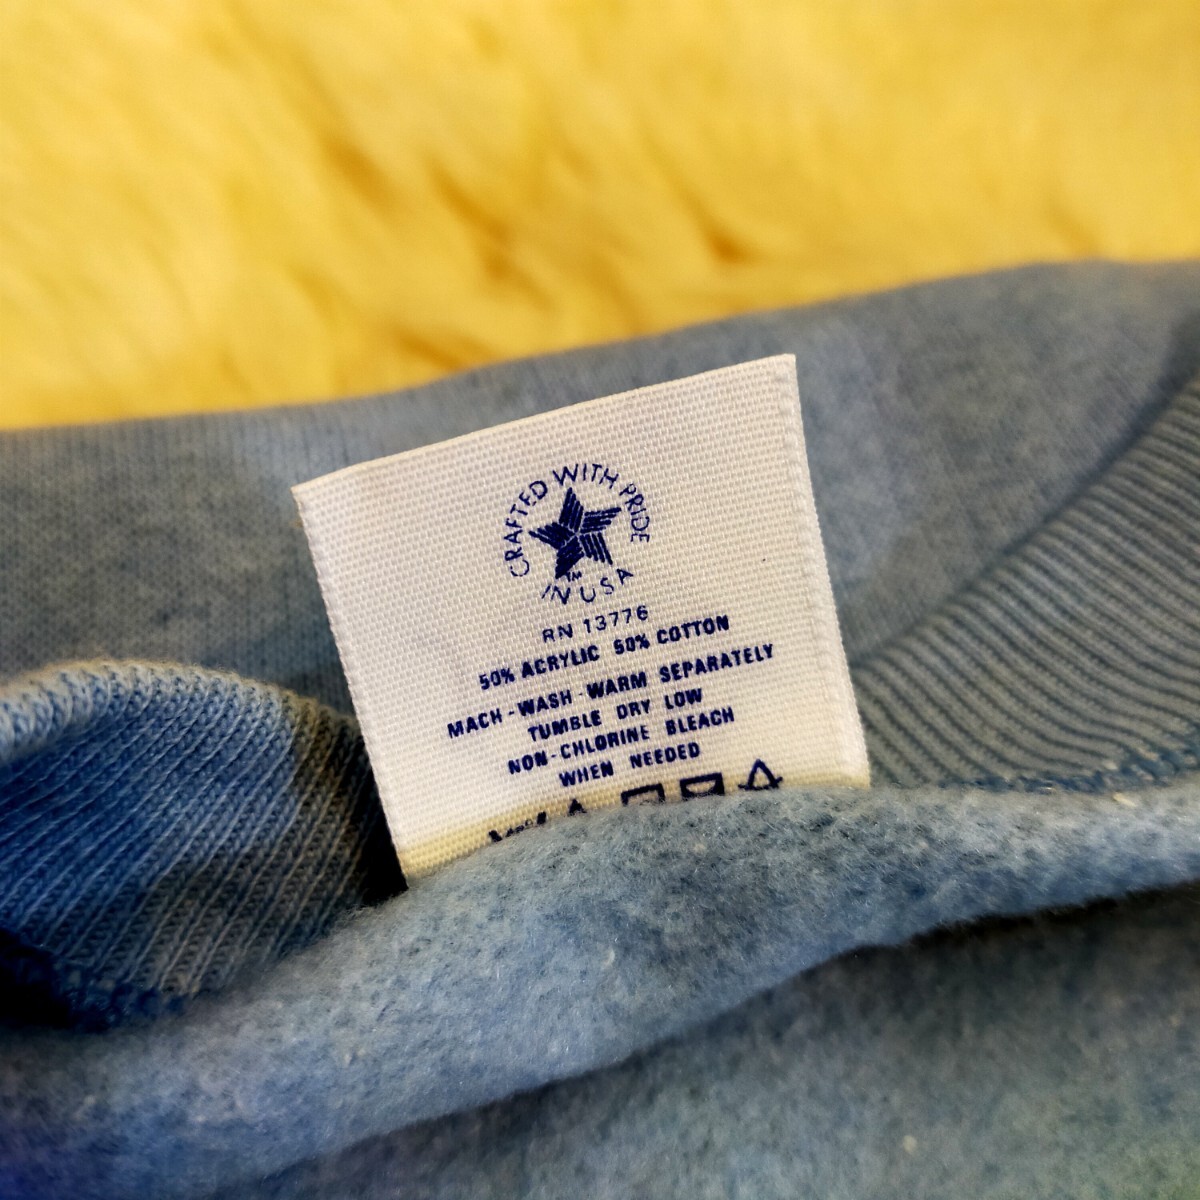 CRAFTED WITH PRIDE
TM
IN USA
RN 13776
50% ACRYLIC 50% COTTON
MACH-WASH-WARM SEPARATELY
TUMBLE DRY LOW
NON-CHLORINE BLEACH
WHEN NEEDED